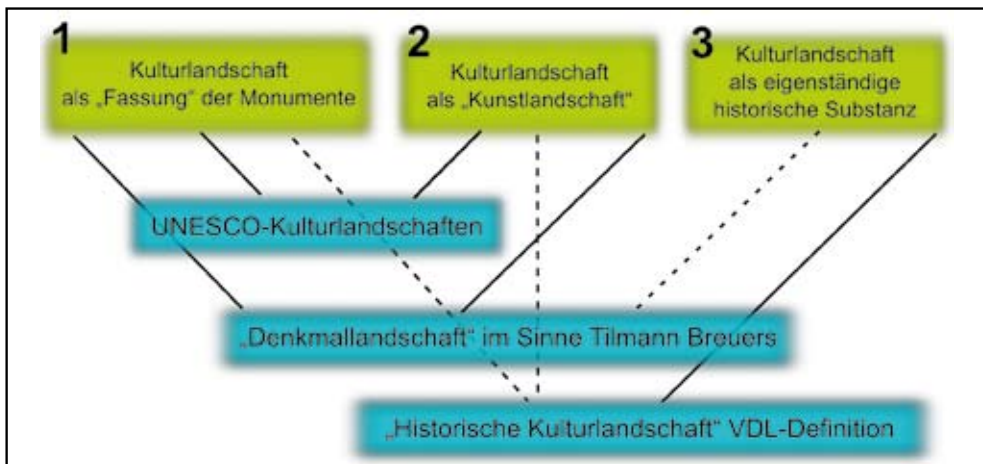 1
Kulturlandschaft
als „Fassung“ der Monumente
2
Kulturlandschaft
als „Kunstlandschaft“
3
Kulturlandschaft
als eigenständige
historische Substanz
UNESCO-Kulturlandschaften
„Denkmallandschaft“ im Sinne Tilmann Breuers
„Historische Kulturlandschaft“ VDL-Definition